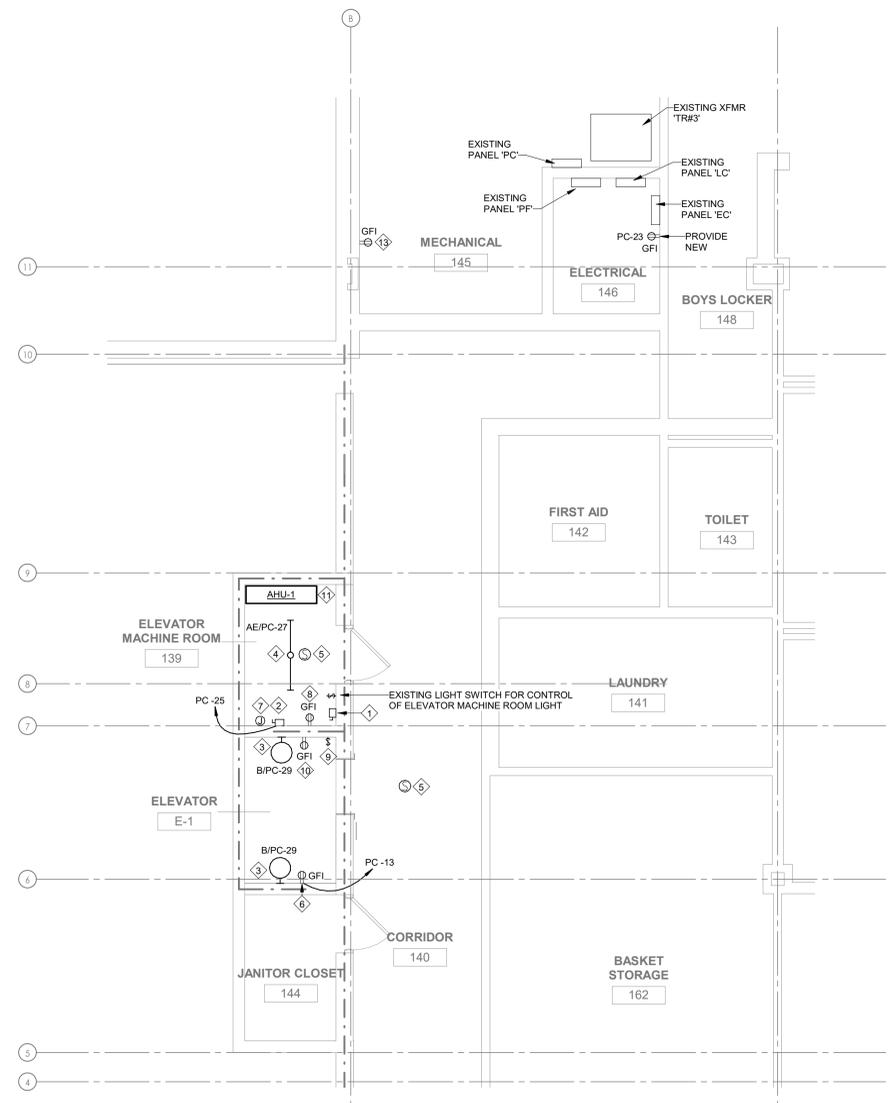 B
EXISTING XFMR
'TR#3'
EXISTING
PANEL 'PC'
EXISTING
PANEL 'LC'
EXISTING
PANEL 'PF'
EXISTING
PANEL 'EC'
GFI
13
MECHANICAL
145
PC-23
GFI
PROVIDE
NEW
11
ELECTRICAL
146
BOYS LOCKER
148
10
FIRST AID
142
TOILET
143
9
AHU-1
11
ELEVATOR
MACHINE ROOM
139
AE/PC-27
4
S
5
8
LAUNDRY
141
8
GFI
EXISTING LIGHT SWITCH FOR CONTROL
OF ELEVATOR MACHINE ROOM LIGHT
PC -25
7
2
J
1
7
3
GFI
$
9
B/PC-29
10
S
5
ELEVATOR
E-1
B/PC-29
3
GFI
PC -13
6
6
CORRIDOR
140
JANITOR CLOSET
144
BASKET
STORAGE
162
5
4